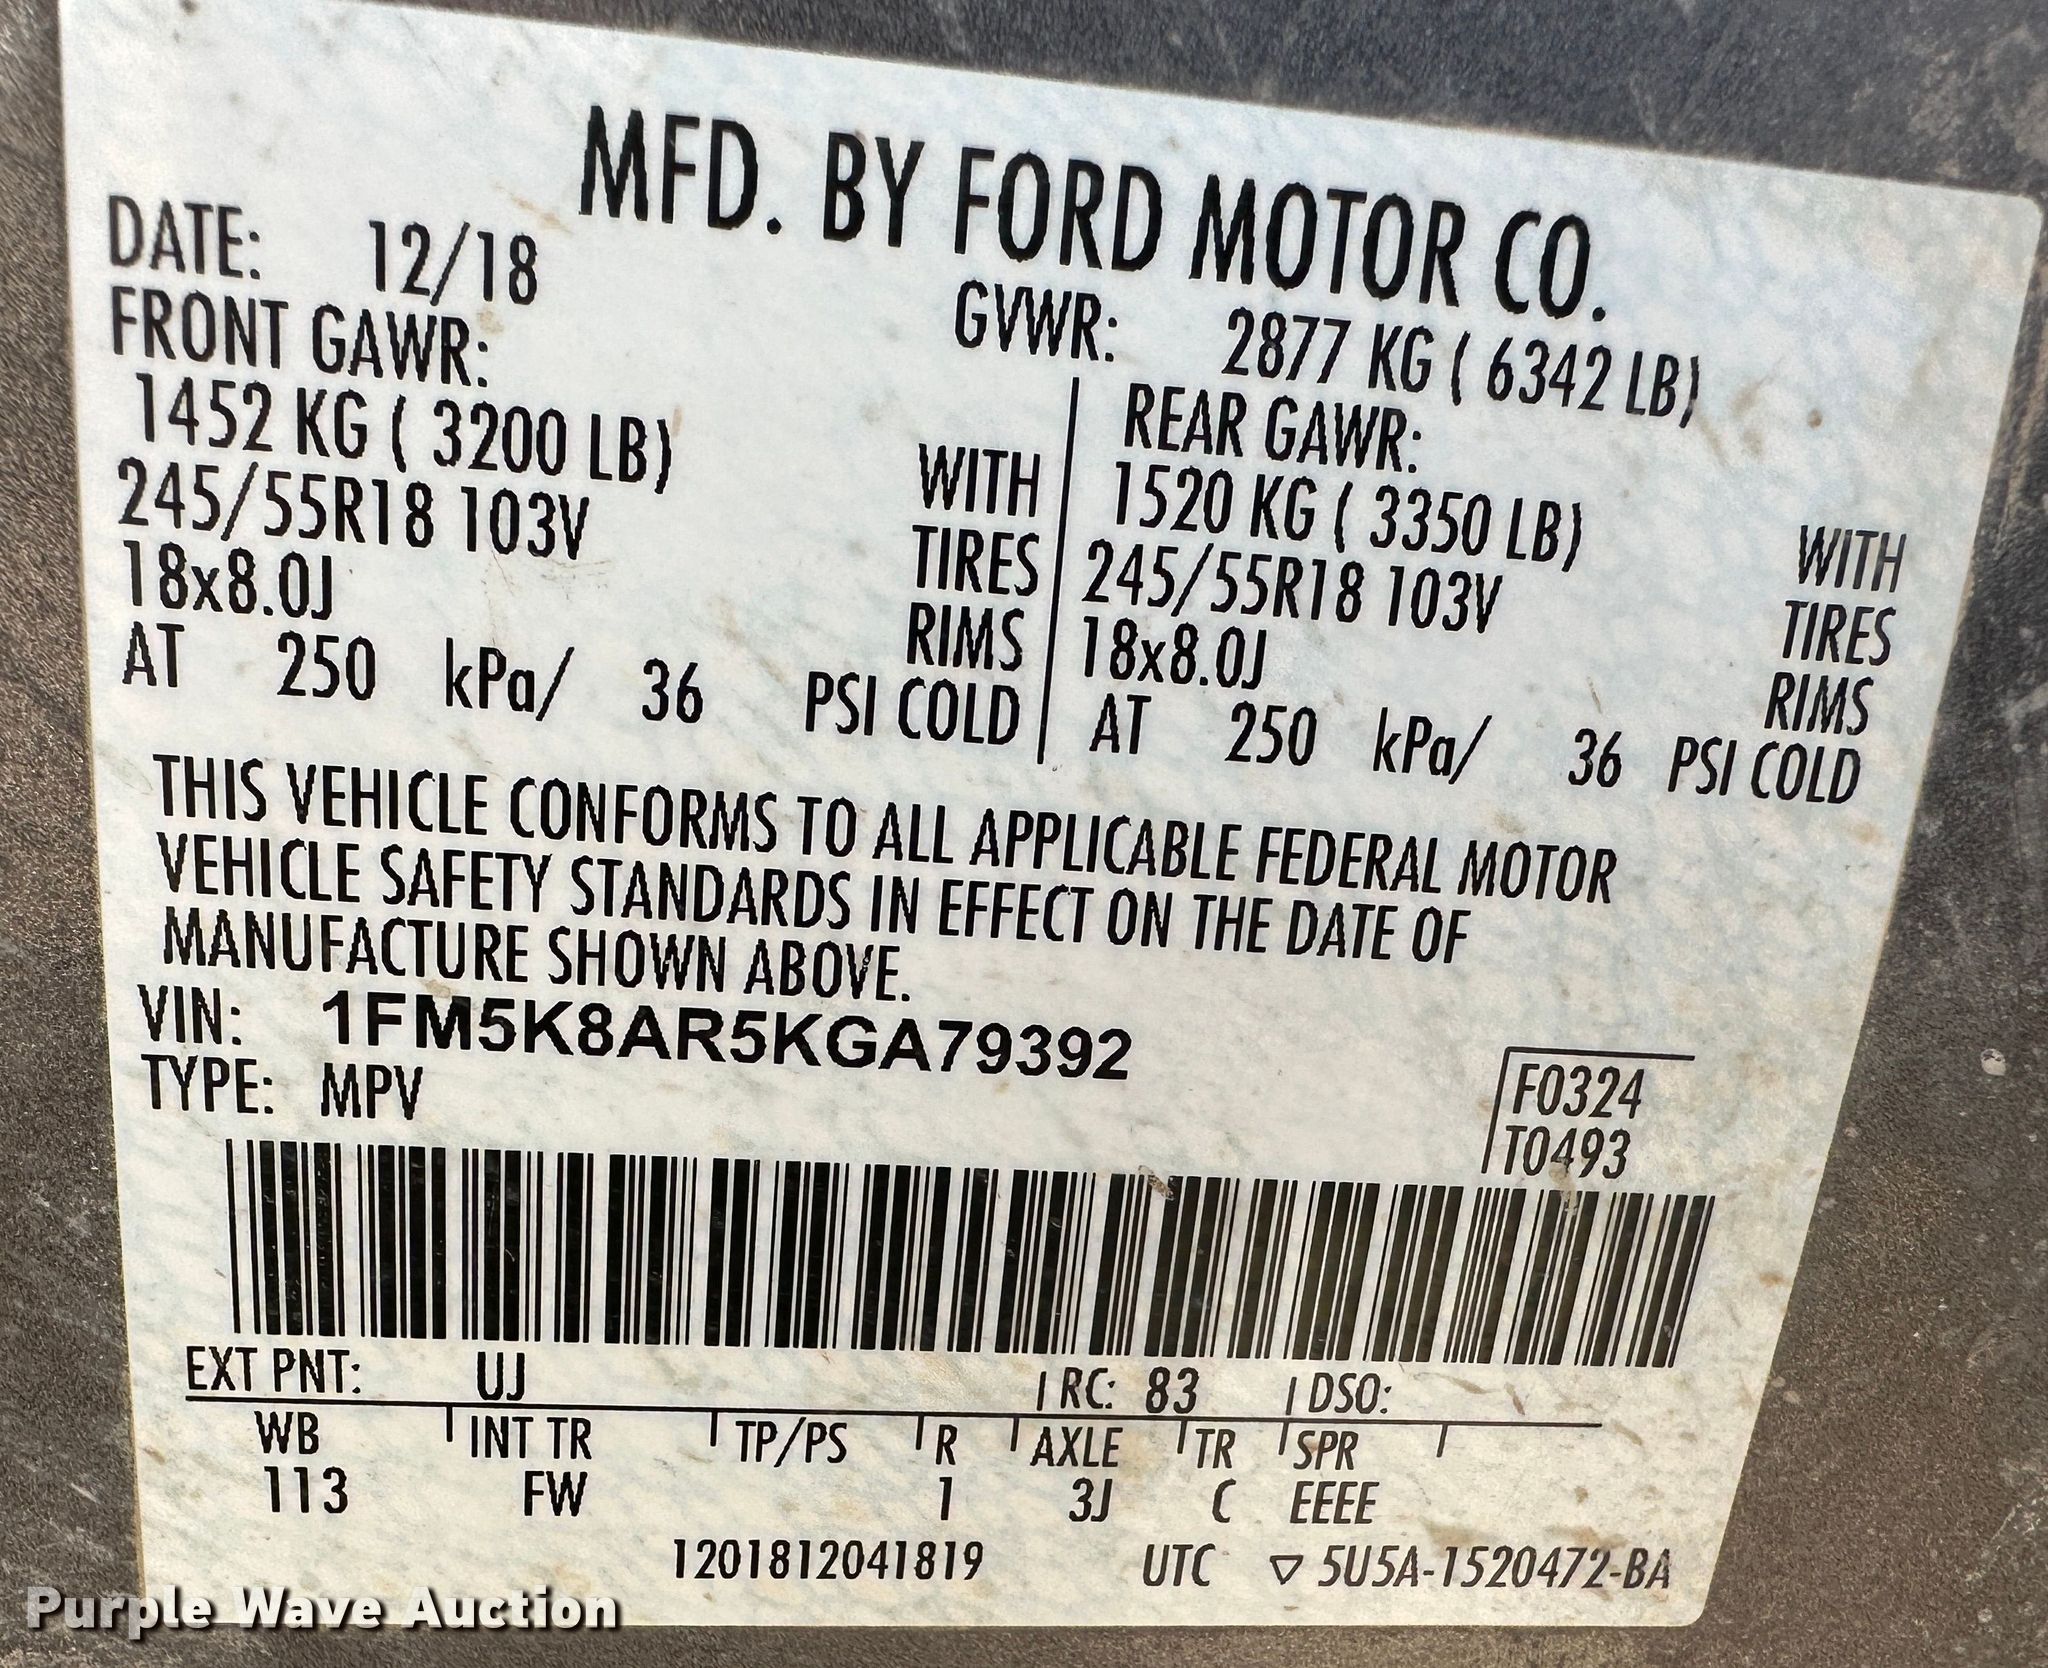 MFD. BY FORD MOTOR CO.
DATE: 12/18 GVWR: 2877 KG ( 6342 LB)
FRONT GAWR: REAR GAWR:
1452 KG ( 3200 LB) WITH 1520 KG ( 3350 LB) WITH
245/55R18 103V TIRES 245/55R18 103V TIRES
18x8.0J RIMS 18x8.0J RIMS
AT 250 kPa/ 36 PSI COLD AT 250 kPa/ 36 PSI COLD
THIS VEHICLE CONFORMS TO ALL APPLICABLE FEDERAL MOTOR
VEHICLE SAFETY STANDARDS IN EFFECT ON THE DATE OF
MANUFACTURE SHOWN ABOVE.
VIN: 1FM5K8AR5KGA79392
TYPE: MPV
F0324
T0493
EXT PNT: UJ RC: 83 DSO:
WB INT TR TP/PS R AXLE TR SPR
113 FW 1 3J C EEEE
1201812041819 UTC ▽ 5U5A-1520472-BA
Purple Wave Auction